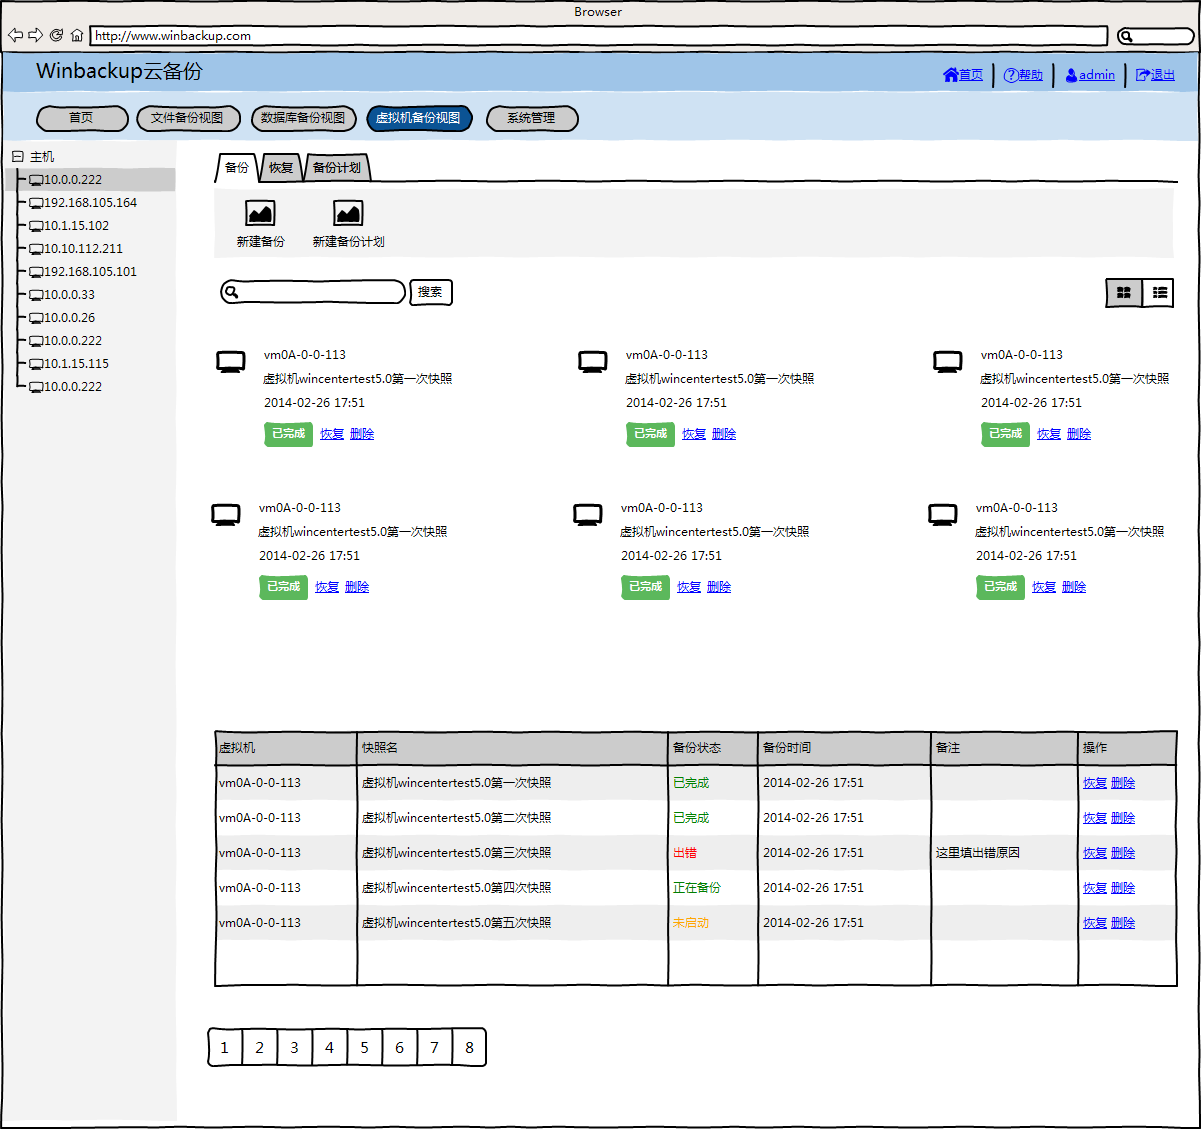 Browser
http://www.winbackup.com
Winbackup云备份
首页 帮助 admin 退出
首页 文件备份视图 数据库备份视图 虚拟机备份视图 系统管理
主机
10.0.0.222
192.168.105.164
10.1.15.102
10.10.112.211
192.168.105.101
10.0.0.33
10.0.0.26
10.0.0.222
10.1.15.115
10.0.0.222
备份 恢复 备份计划
新建备份 新建备份计划
搜索
vm0A-0-0-113 vm0A-0-0-113 vm0A-0-0-113
虚拟机wincentertest5.0第一次快照 虚拟机wincentertest5.0第一次快照 虚拟机wincentertest5.0第一次快照
2014-02-26 17:51 2014-02-26 17:51 2014-02-26 17:51
已完成 恢复 删除 已完成 恢复 删除 已完成 恢复 删除
vm0A-0-0-113 vm0A-0-0-113 vm0A-0-0-113
虚拟机wincentertest5.0第一次快照 虚拟机wincentertest5.0第一次快照 虚拟机wincentertest5.0第一次快照
2014-02-26 17:51 2014-02-26 17:51 2014-02-26 17:51
已完成 恢复 删除 已完成 恢复 删除 已完成 恢复 删除
虚拟机 快照名 备份状态 备份时间 备注 操作
vm0A-0-0-113 虚拟机wincentertest5.0第一次快照 已完成 2014-02-26 17:51 恢复 删除
vm0A-0-0-113 虚拟机wincentertest5.0第二次快照 已完成 2014-02-26 17:51 恢复 删除
vm0A-0-0-113 虚拟机wincentertest5.0第三次快照 出错 2014-02-26 17:51 这里填出错原因 恢复 删除
vm0A-0-0-113 虚拟机wincentertest5.0第四次快照 正在备份 2014-02-26 17:51 恢复 删除
vm0A-0-0-113 虚拟机wincentertest5.0第五次快照 未启动 2014-02-26 17:51 恢复 删除
1 2 3 4 5 6 7 8